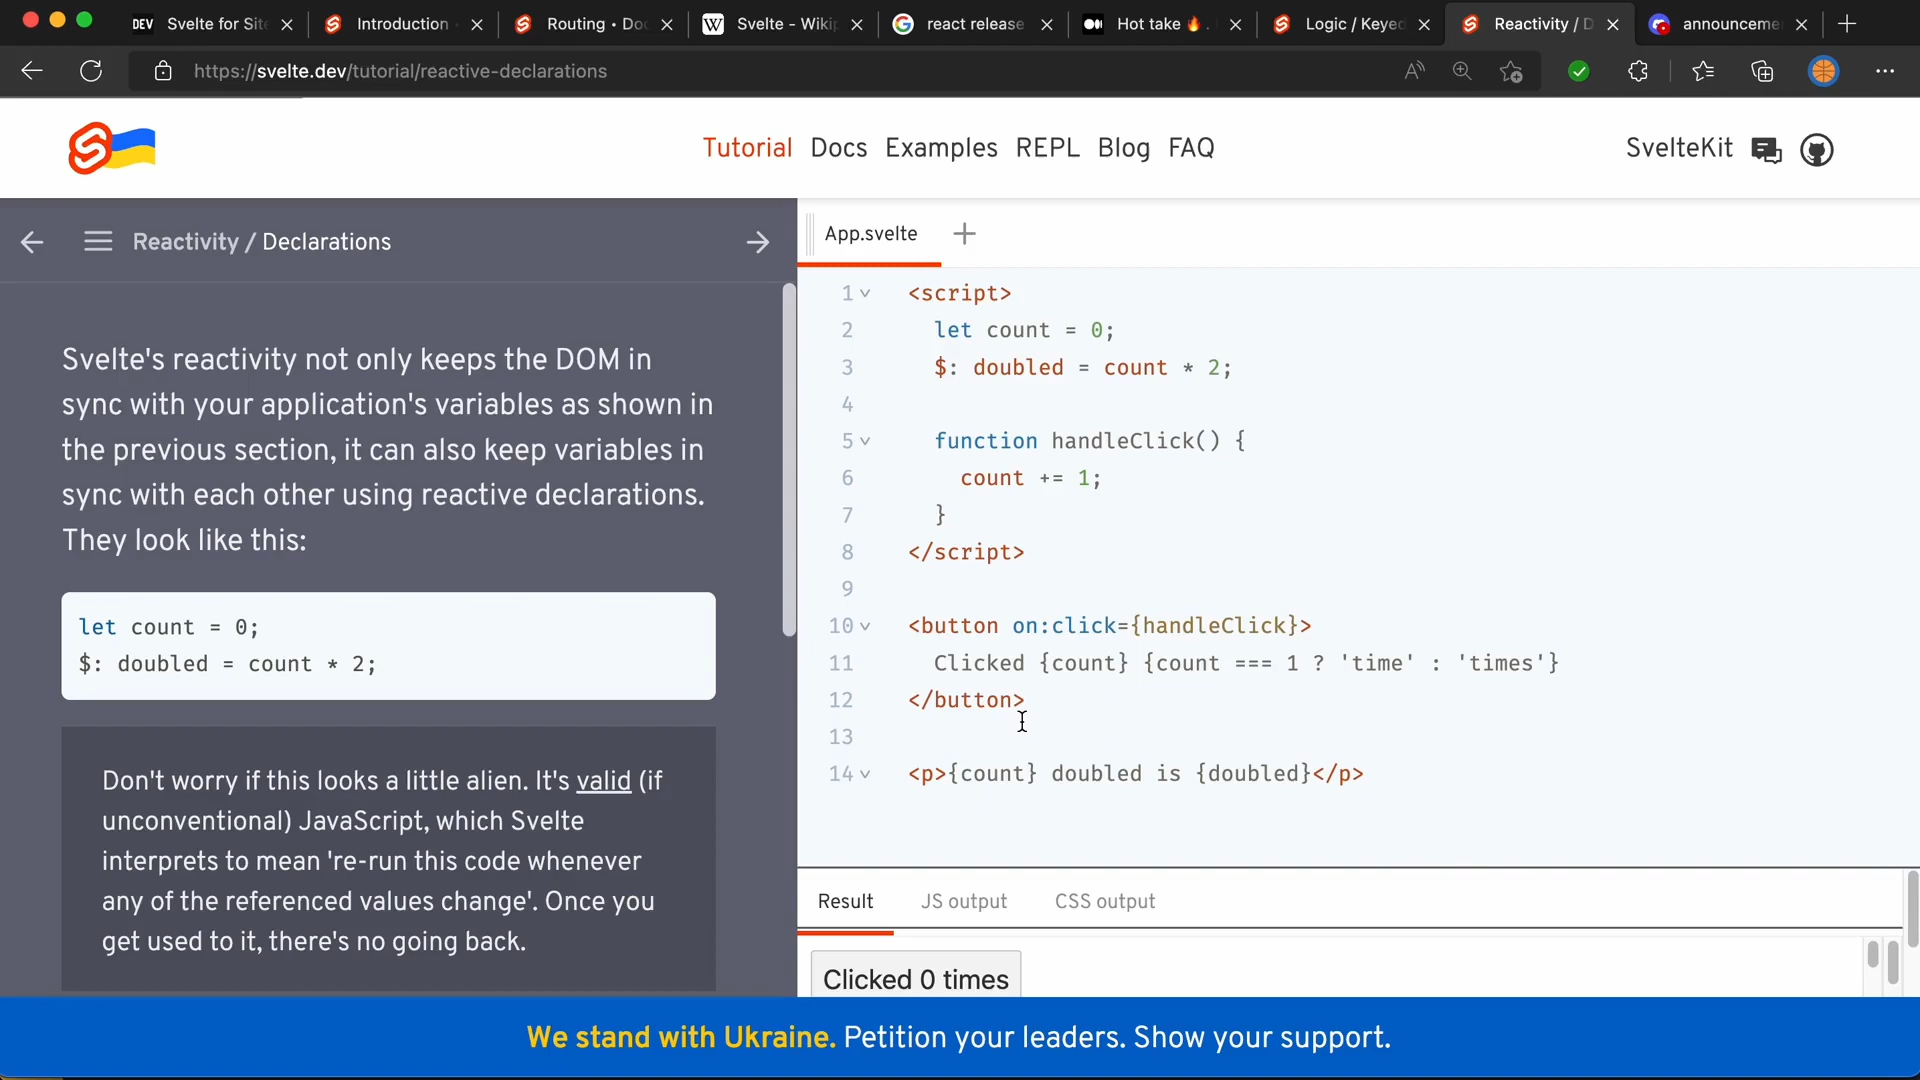 DEV Svelte for Sit
Introduction
Routing • Do
W Svelte - Wiki
react release
Hot take 🔥.
Logic / Keye
Reactivity / D
announceme
https://svelte.dev/tutorial/reactive-declarations
Tutorial Docs Examples REPL Blog FAQ
SvelteKit
Reactivity / Declarations
Svelte's reactivity not only keeps the DOM in
sync with your application's variables as shown in
the previous section, it can also keep variables in
sync with each other using reactive declarations.
They look like this:
let count = 0;
$: doubled = count * 2;
Don't worry if this looks a little alien. It's valid (if
unconventional) JavaScript, which Svelte
interprets to mean 're-run this code whenever
any of the referenced values change'. Once you
get used to it, there's no going back.
App.svelte
1 <script>
2 let count = 0;
3 $: doubled = count * 2;
4
5 function handleClick() {
6 count += 1;
7 }
8 </script>
9
10 <button on:click={handleClick}>
11 Clicked {count} {count === 1 ? 'time' : 'times'}
12 </button>
13
14 <p>{count} doubled is {doubled}</p>
Result JS output CSS output
Clicked 0 times
We stand with Ukraine. Petition your leaders. Show your support.